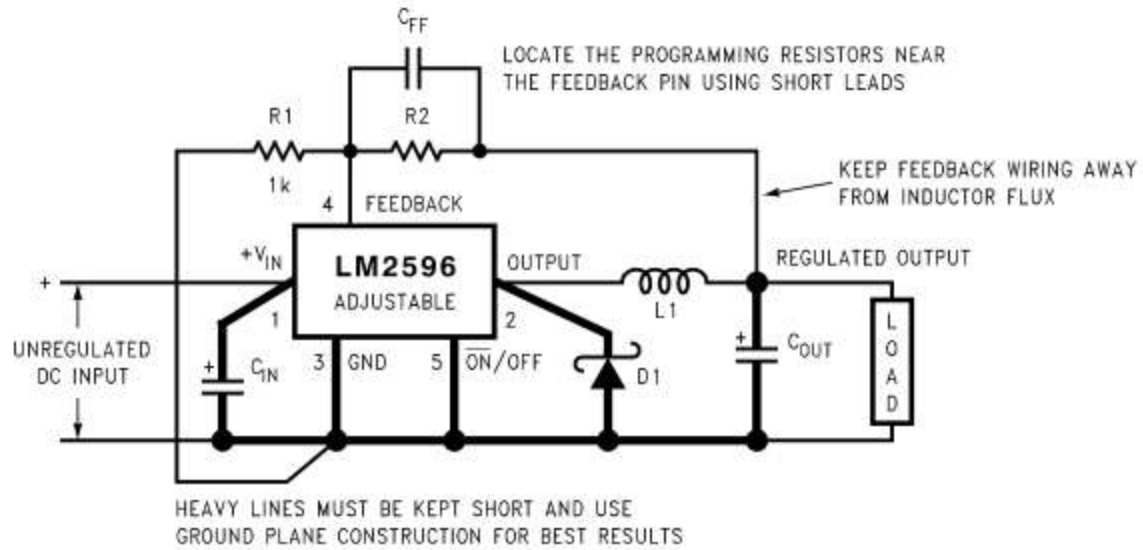 CFF
LOCATE THE PROGRAMMING RESISTORS NEAR
THE FEEDBACK PIN USING SHORT LEADS
R1
R2
1k
KEEP FEEDBACK WIRING AWAY
FROM INDUCTOR FLUX
4
FEEDBACK
+VIN
LM2596
ADJUSTABLE
OUTPUT
REGULATED OUTPUT
+
1
2
L1
UNREGULATED
DC INPUT
+
CIN
3
GND
5
O̅N̅/OFF
D1
+
COUT
LOAD
HEAVY LINES MUST BE KEPT SHORT AND USE
GROUND PLANE CONSTRUCTION FOR BEST RESULTS